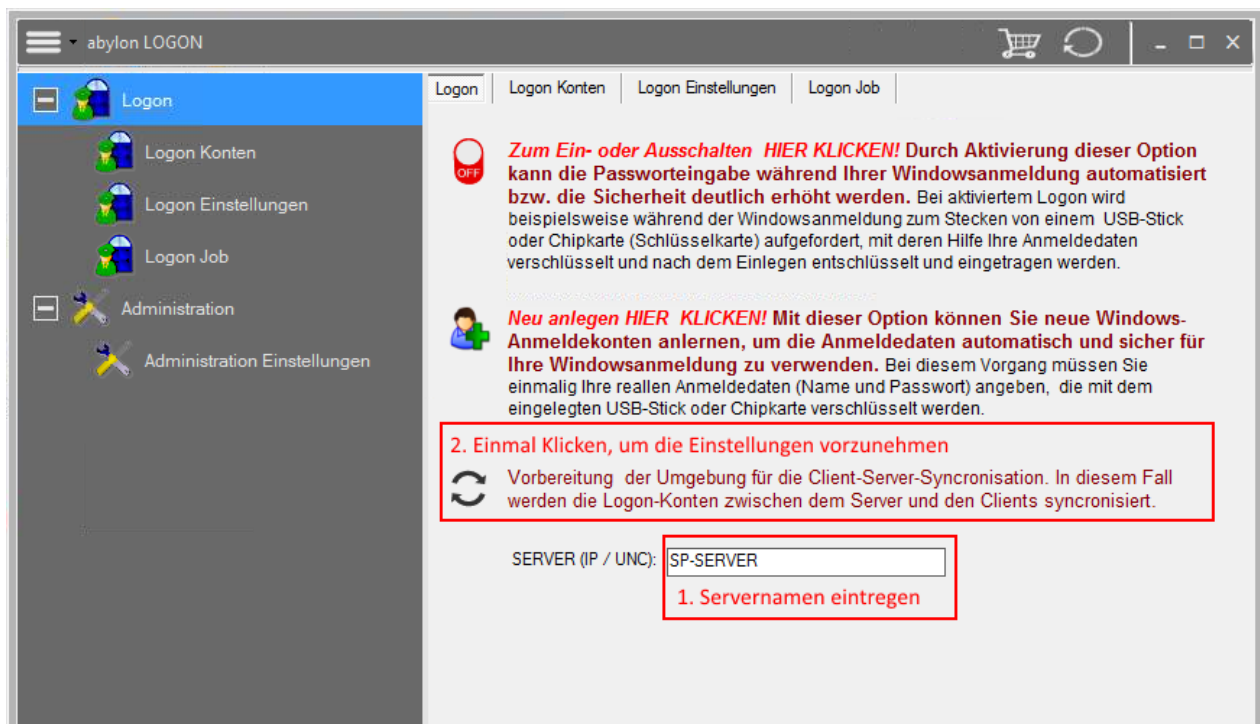 abylon LOGON
Logon
Logon Konten
Logon Einstellungen
Logon Job
Administration
Administration Einstellungen
Logon Logon Konten Logon Einstellungen Logon Job
OFF
Zum Ein- oder Ausschalten HIER KLICKEN! Durch Aktivierung dieser Option
kann die Passworteingabe während Ihrer Windowsanmeldung automatisiert
bzw. die Sicherheit deutlich erhöht werden. Bei aktiviertem Logon wird
beispielsweise während der Windowsanmeldung zum Stecken von einem USB-Stick
oder Chipkarte (Schlüsselkarte) aufgefordert, mit deren Hilfe Ihre Anmeldedaten
verschlüsselt und nach dem Einlegen entschlüsselt und eingetragen werden.
Neu anlegen HIER KLICKEN! Mit dieser Option können Sie neue Windows-
Anmeldekonten anlernen, um die Anmeldedaten automatisch und sicher für
Ihre Windowsanmeldung zu verwenden. Bei diesem Vorgang müssen Sie
einmalig Ihre reallen Anmeldedaten (Name und Passwort) angeben, die mit dem
eingelegten USB-Stick oder Chipkarte verschlüsselt werden.
2. Einmal Klicken, um die Einstellungen vorzunehmen
Vorbereitung der Umgebung für die Client-Server-Syncronisation. In diesem Fall
werden die Logon-Konten zwischen dem Server und den Clients syncronisiert.
SERVER (IP / UNC): SP-SERVER
1. Servernamen eintregen